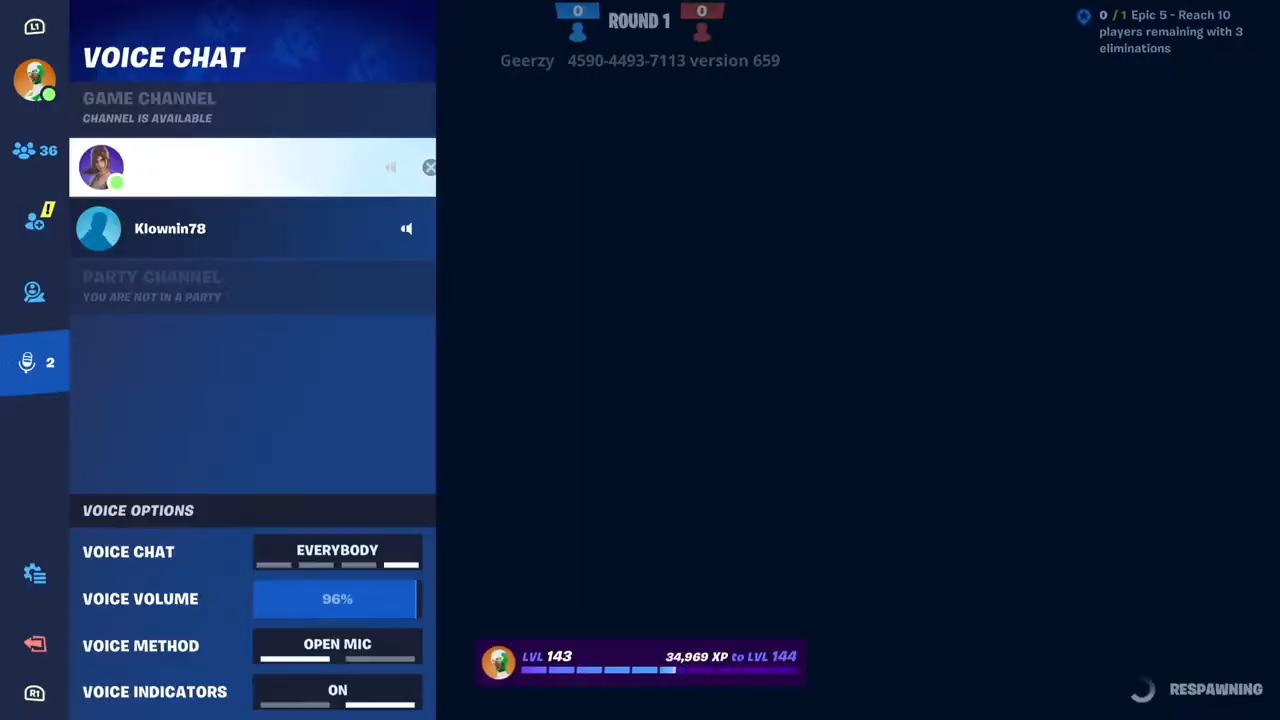 L1
VOICE CHAT
GAME CHANNEL
CHANNEL IS AVAILABLE
36
Klownin78
PARTY CHANNEL
YOU ARE NOT IN A PARTY
2
VOICE OPTIONS
VOICE CHAT
EVERYBODY
VOICE VOLUME
96%
VOICE METHOD
OPEN MIC
VOICE INDICATORS
ON
R1
0
ROUND 1
0
Geerzy 4590-4493-7113 version 659
0 / 1 Epic 5 - Reach 10
players remaining with 3
eliminations
LVL 143
34,969 XP to LVL 144
RESPAWNING